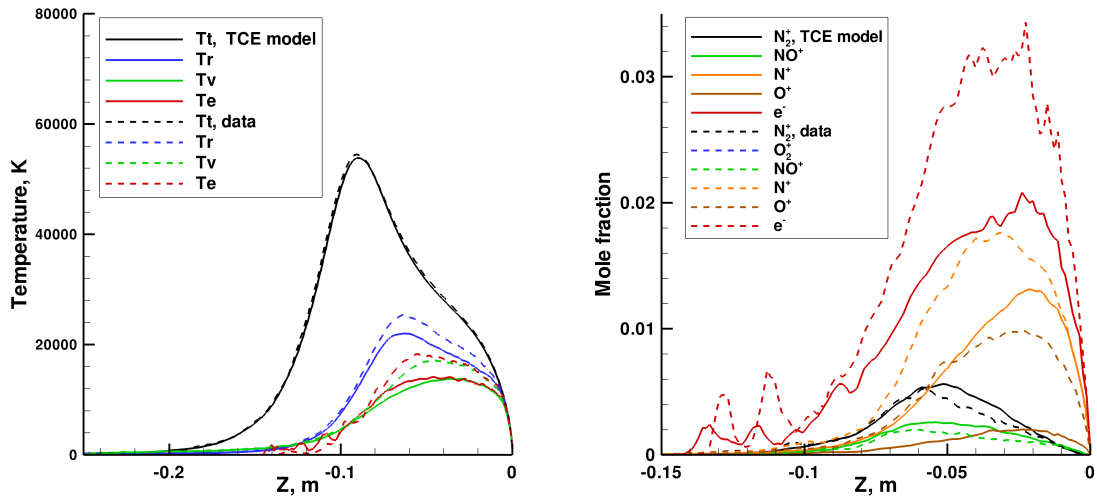 80000
60000
40000
20000
0
-0.2
-0.1
0
Temperature, K
Z, m
Tt, TCE model
Tr
Tv
Te
Tt, data
Tr
Tv
Te
0.03
0.02
0.01
0
-0.15
-0.1
-0.05
0
Mole fraction
Z, m
N₂⁺, TCE model
NO⁺
N⁺
O⁺
e⁻
N₂⁺, data
O₂⁺
NO⁺
N⁺
O⁺
e⁻